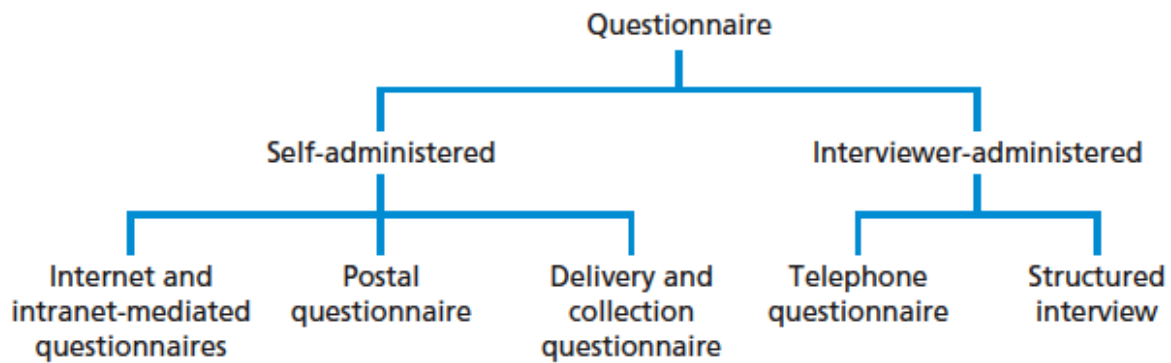 Questionnaire
Self-administered
Interviewer-administered
Internet and
intranet-mediated
questionnaires
Postal
questionnaire
Delivery and
collection
questionnaire
Telephone
questionnaire
Structured
interview